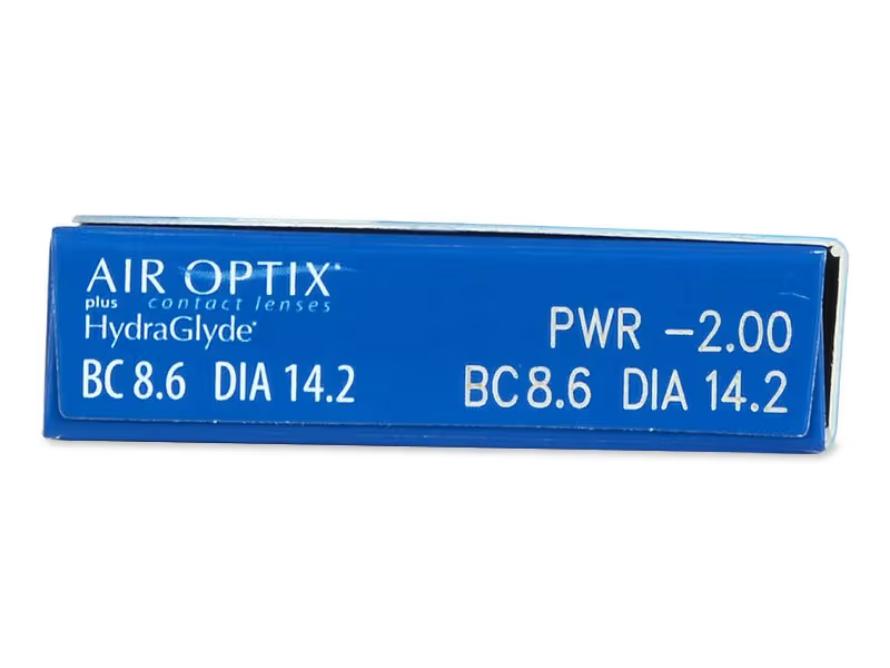 AIR OPTIX®
plus contact lenses
HydraGlyde®
BC 8.6 DIA 14.2
PWR -2.00
BC 8.6 DIA 14.2